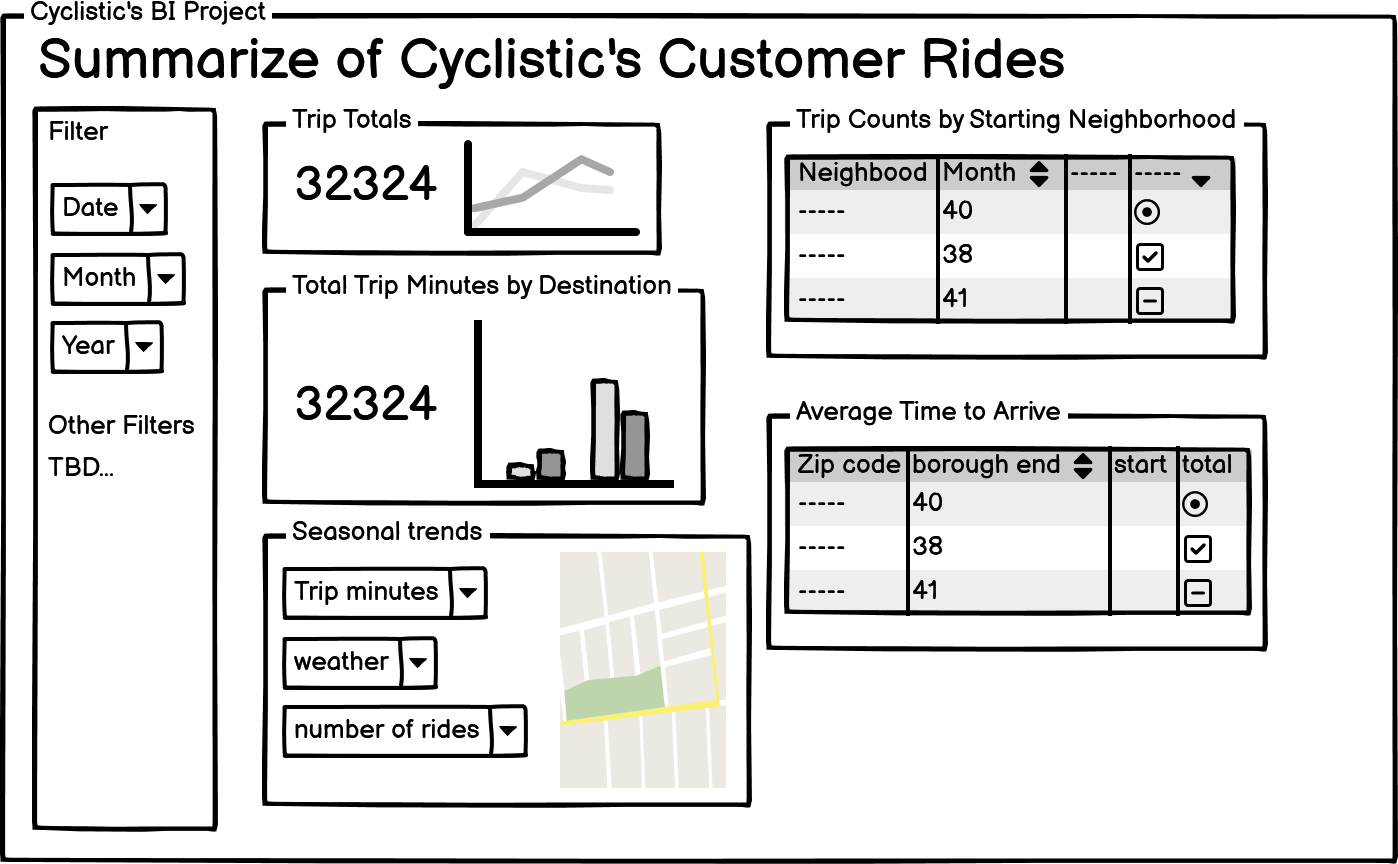 Cyclistic's BI Project
Summarize of Cyclistic's Customer Rides
Filter
Date
Month
Year
Other Filters
TBD...
Trip Totals
32324
Total Trip Minutes by Destination
32324
Seasonal trends
Trip minutes
weather
number of rides
Trip Counts by Starting Neighborhood
Neighbood Month ----- -----
----- 40
----- 38
----- 41
Average Time to Arrive
Zip code borough end start total
----- 40
----- 38
----- 41